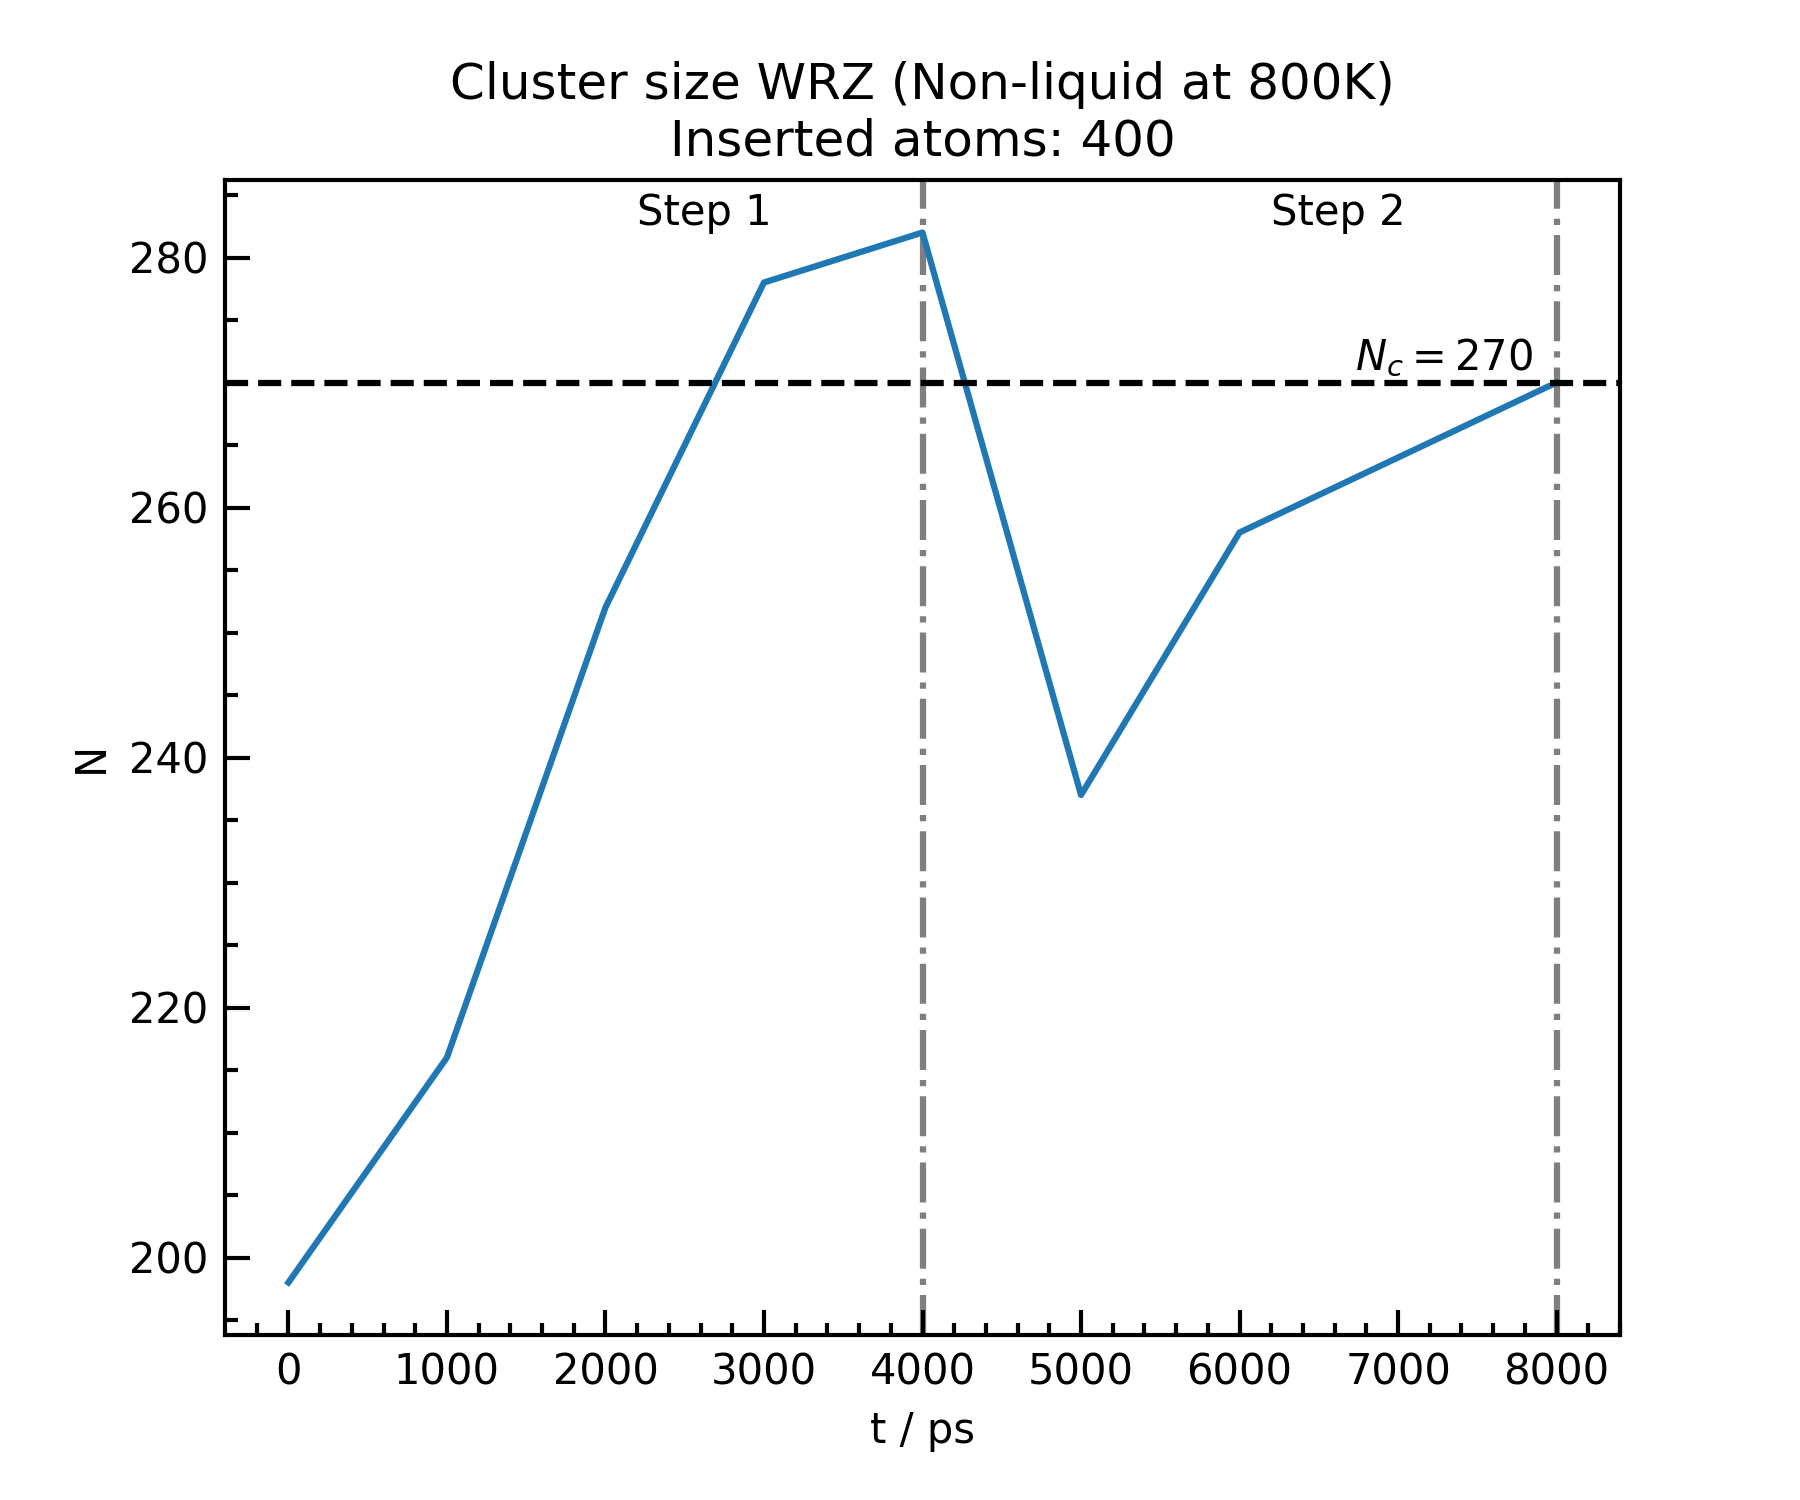 Cluster size WRZ (Non-liquid at 800K)
Inserted atoms: 400
Step 1
Step 2
280
N_c = 270
260
N
240
220
200
0 1000 2000 3000 4000 5000 6000 7000 8000
t / ps